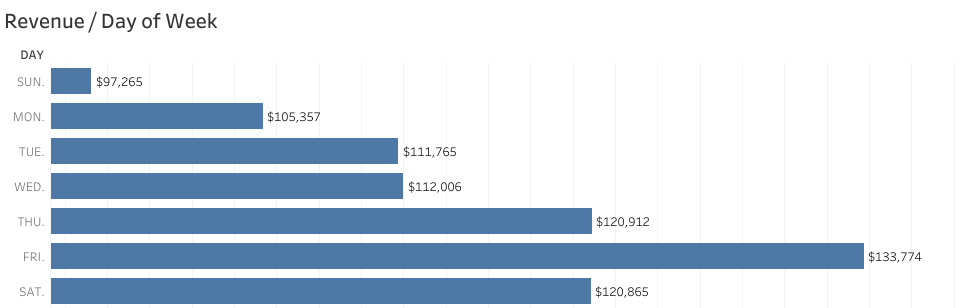 Revenue / Day of Week
DAY
SUN. $97,265
MON. $105,357
TUE. $111,765
WED. $112,006
THU. $120,912
FRI. $133,774
SAT. $120,865